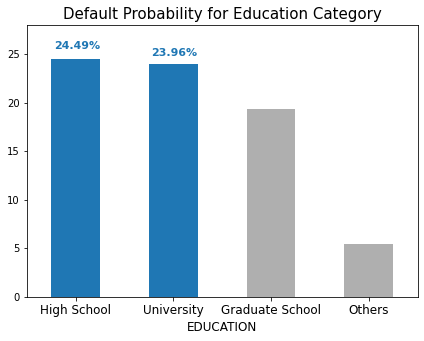 Default Probability for Education Category
24.49%
23.96%
25
20
15
10
5
0
High School University Graduate School Others
EDUCATION